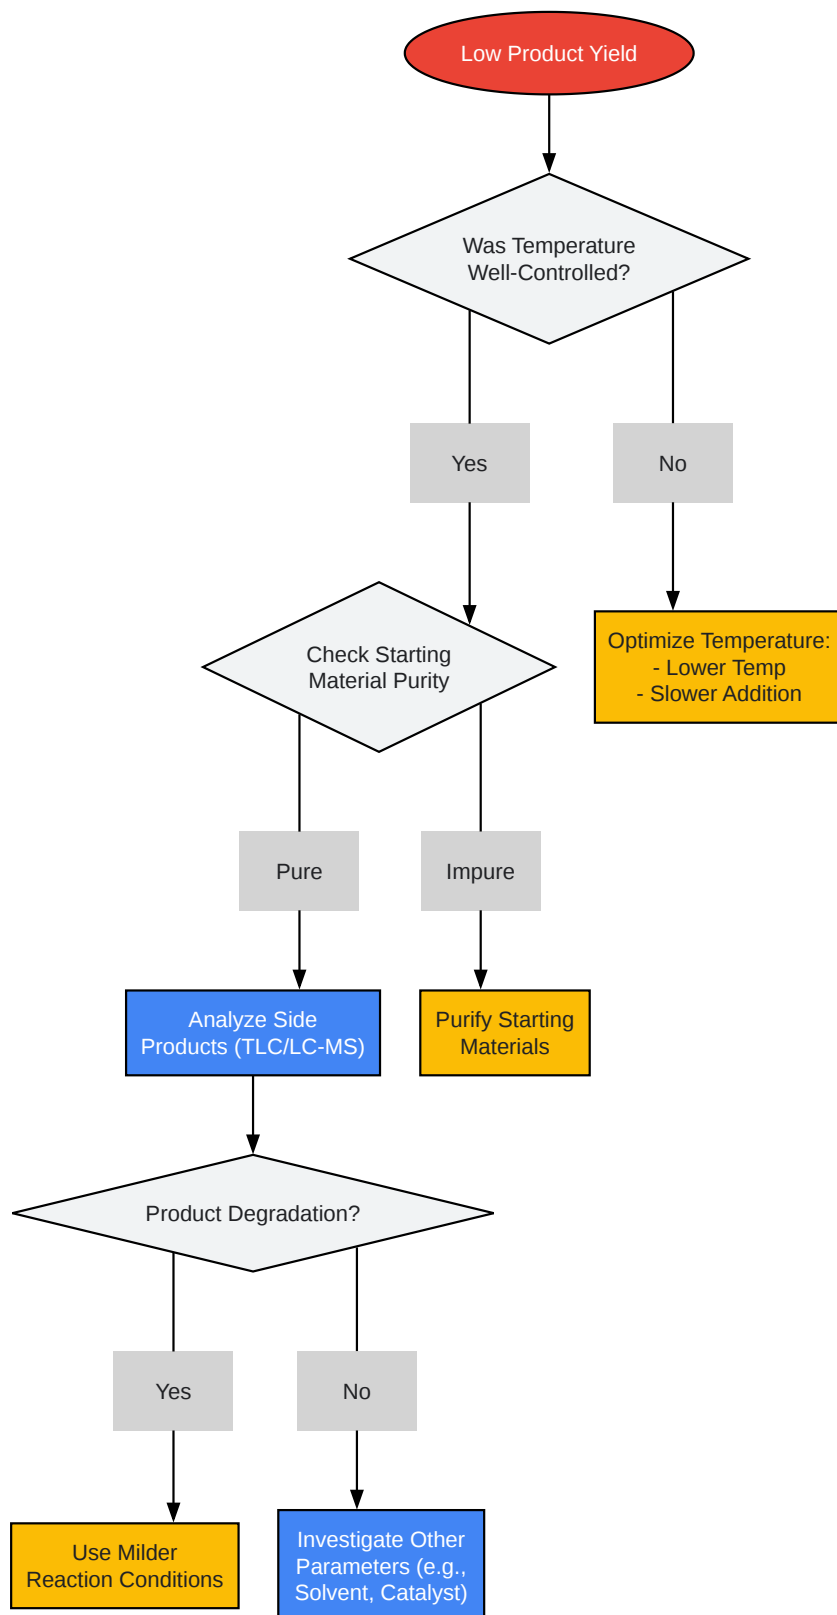 Low Product Yield
Was Temperature
Well-Controlled?
Yes
No
Check Starting
Material Purity
Optimize Temperature:
- Lower Temp
- Slower Addition
Pure
Impure
Analyze Side
Products (TLC/LC-MS)
Purify Starting
Materials
Product Degradation?
Yes
No
Use Milder
Reaction Conditions
Investigate Other
Parameters (e.g.,
Solvent, Catalyst)